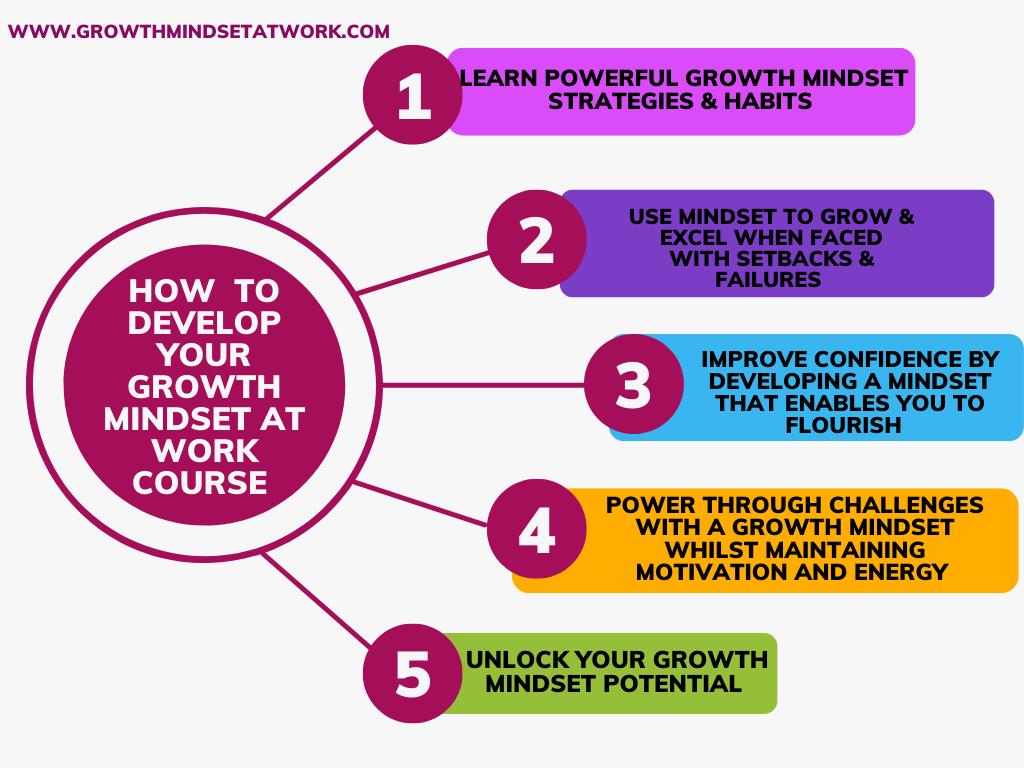 WWW.GROWTHMINDSETATWORK.COM
HOW TO
DEVELOP
YOUR
GROWTH
MINDSET AT
WORK
COURSE
1
LEARN POWERFUL GROWTH MINDSET
STRATEGIES & HABITS
2
USE MINDSET TO GROW &
EXCEL WHEN FACED
WITH SETBACKS &
FAILURES
3
IMPROVE CONFIDENCE BY
DEVELOPING A MINDSET
THAT ENABLES YOU TO
FLOURISH
4
POWER THROUGH CHALLENGES
WITH A GROWTH MINDSET
WHILST MAINTAINING
MOTIVATION AND ENERGY
5
UNLOCK YOUR GROWTH
MINDSET POTENTIAL